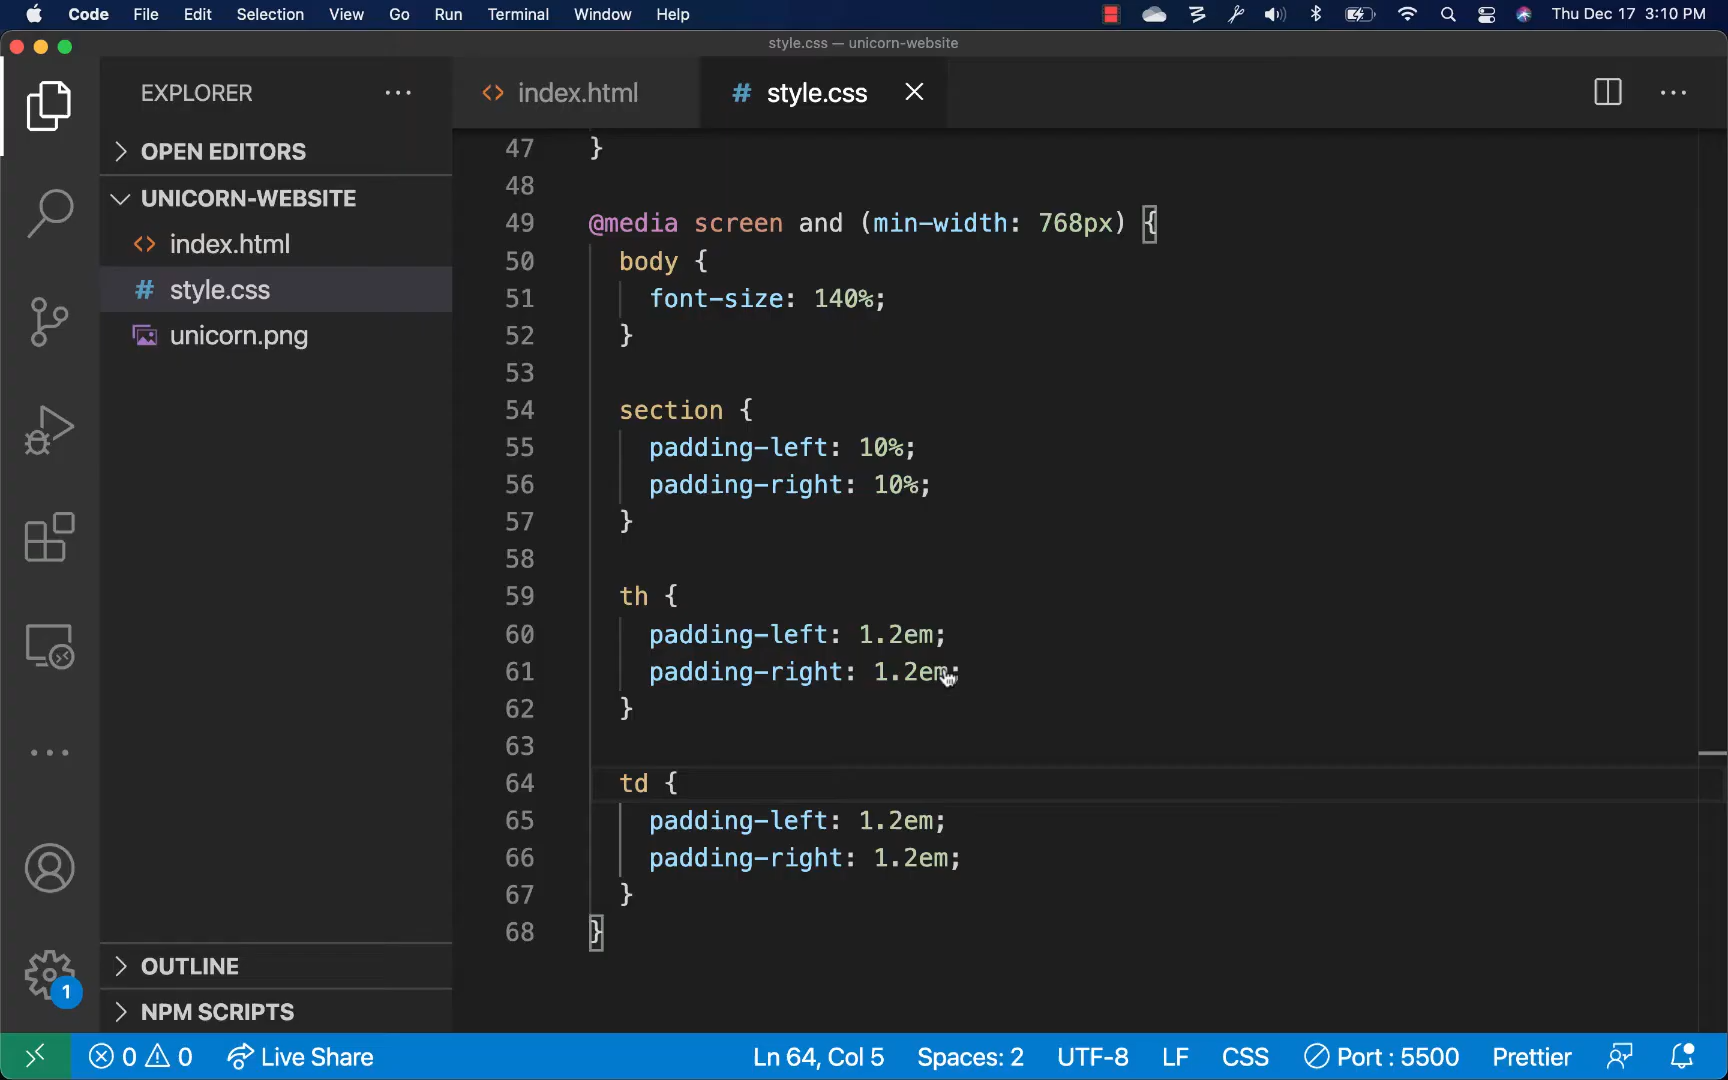 Code File Edit Selection View Go Run Terminal Window Help Thu Dec 17 3:10 PM
style.css — unicorn-website
EXPLORER ···
index.html
# style.css
OPEN EDITORS
UNICORN-WEBSITE
index.html
# style.css
unicorn.png
OUTLINE
NPM SCRIPTS
47 }
48
49 @media screen and (min-width: 768px) {
50 body {
51 font-size: 140%;
52 }
53
54 section {
55 padding-left: 10%;
56 padding-right: 10%;
57 }
58
59 th {
60 padding-left: 1.2em;
61 padding-right: 1.2em;
62 }
63
64 td {
65 padding-left: 1.2em;
66 padding-right: 1.2em;
67 }
68 }
1
0 0 Live Share Ln 64, Col 5 Spaces: 2 UTF-8 LF CSS Port : 5500 Prettier